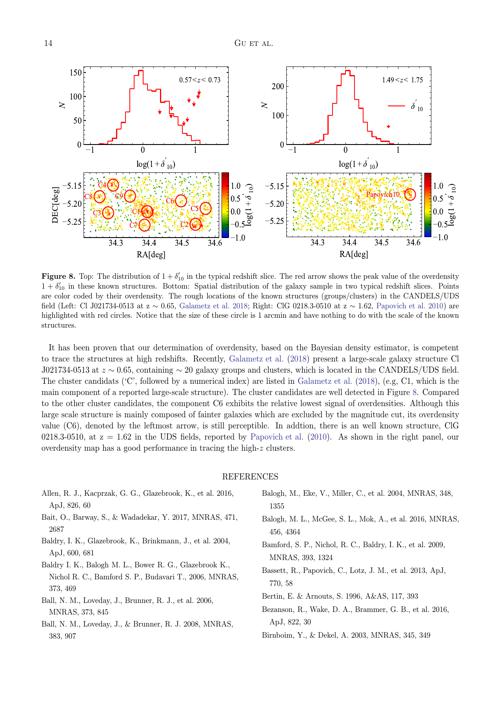 14
Gu et al.
0.57<z< 0.73
1.49<z< 1.75
δ′10
N
150
100
50
0
−1 0 1
log(1+δ′10)
N
200
100
0
−1 0 1
log(1+δ′10)
DEC[deg]
−5.15
−5.20
−5.25
34.3 34.4 34.5 34.6
RA[deg]
1.0
0.5
0.0
−0.5
−1.0
log(1+δ′10)
−5.15
−5.20
−5.25
Papovich10
34.3 34.4 34.5 34.6
RA[deg]
1.0
0.5
0.0
−0.5
−1.0
log(1+δ′10)
Figure 8. Top: The distribution of 1 + δ′10 in the typical redshift slice. The red arrow shows the peak value of the overdensity
1 + δ′10 in these known structures. Bottom: Spatial distribution of the galaxy sample in two typical redshift slices. Points
are color coded by their overdensity. The rough locations of the known structures (groups/clusters) in the CANDELS/UDS
field (Left: Cl J021734-0513 at z ∼ 0.65, Galametz et al. 2018; Right: ClG 0218.3-0510 at z ∼ 1.62, Papovich et al. 2010) are
highlighted with red circles. Notice that the size of these circle is 1 arcmin and have nothing to do with the scale of the known
structures.
It has been proven that our determination of overdensity, based on the Bayesian density estimator, is competent
to trace the structures at high redshifts. Recently, Galametz et al. (2018) present a large-scale galaxy structure Cl
J021734-0513 at z ∼ 0.65, containing ∼ 20 galaxy groups and clusters, which is located in the CANDELS/UDS field.
The cluster candidats ('C', followed by a numerical index) are listed in Galametz et al. (2018), (e.g, C1, which is the
main component of a reported large-scale structure). The cluster candidates are well detected in Figure 8. Compared
to the other cluster candidates, the component C6 exhibits the relative lowest signal of overdensities. Although this
large scale structure is mainly composed of fainter galaxies which are excluded by the magnitude cut, its overdensity
value (C6), denoted by the leftmost arrow, is still perceptible. In addtion, there is an well known structure, ClG
0218.3-0510, at z = 1.62 in the UDS fields, reported by Papovich et al. (2010). As shown in the right panel, our
overdensity map has a good performance in tracing the high-z clusters.
REFERENCES
Allen, R. J., Kacprzak, G. G., Glazebrook, K., et al. 2016,
ApJ, 826, 60
Bait, O., Barway, S., & Wadadekar, Y. 2017, MNRAS, 471,
2687
Baldry, I. K., Glazebrook, K., Brinkmann, J., et al. 2004,
ApJ, 600, 681
Baldry I. K., Balogh M. L., Bower R. G., Glazebrook K.,
Nichol R. C., Bamford S. P., Budavari T., 2006, MNRAS,
373, 469
Ball, N. M., Loveday, J., Brunner, R. J., et al. 2006,
MNRAS, 373, 845
Ball, N. M., Loveday, J., & Brunner, R. J. 2008, MNRAS,
383, 907
Balogh, M., Eke, V., Miller, C., et al. 2004, MNRAS, 348,
1355
Balogh, M. L., McGee, S. L., Mok, A., et al. 2016, MNRAS,
456, 4364
Bamford, S. P., Nichol, R. C., Baldry, I. K., et al. 2009,
MNRAS, 393, 1324
Bassett, R., Papovich, C., Lotz, J. M., et al. 2013, ApJ,
770, 58
Bertin, E. & Arnouts, S. 1996, A&AS, 117, 393
Bezanson, R., Wake, D. A., Brammer, G. B., et al. 2016,
ApJ, 822, 30
Birnboim, Y., & Dekel, A. 2003, MNRAS, 345, 349